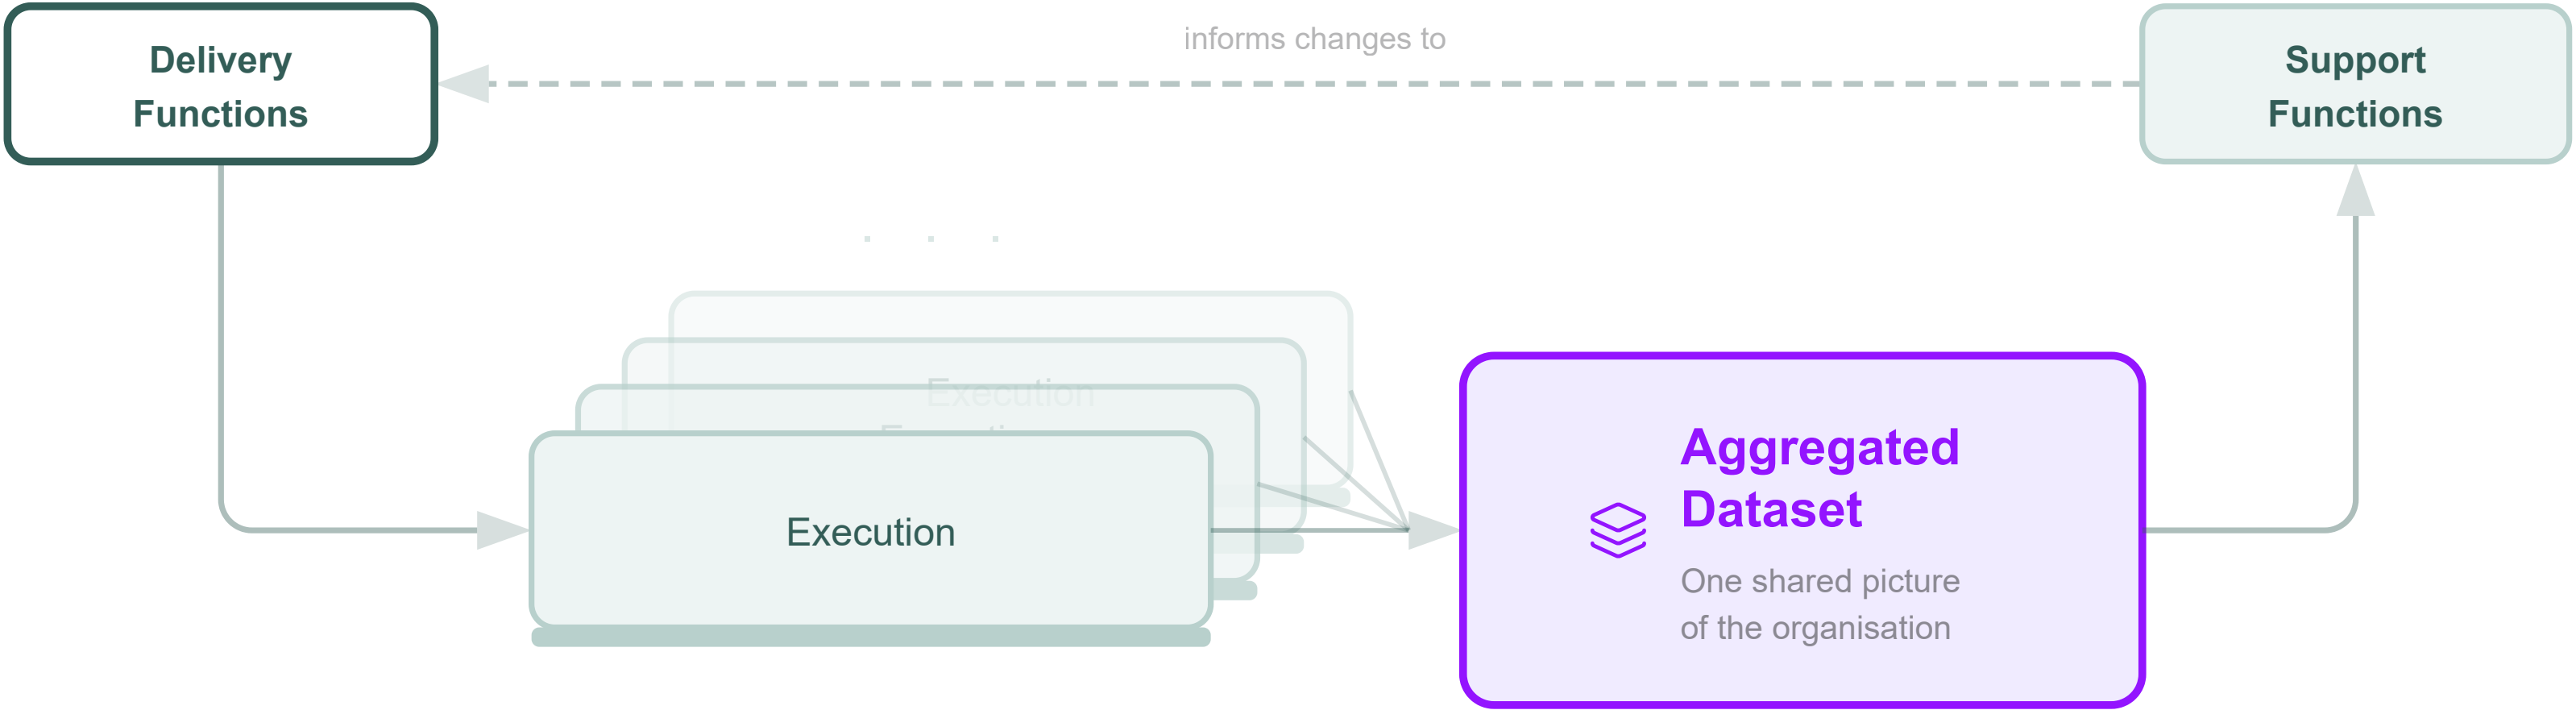 Delivery
Functions
informs changes to
Support
Functions
. . .
Execution
Execution
Aggregated
Dataset
One shared picture
of the organisation